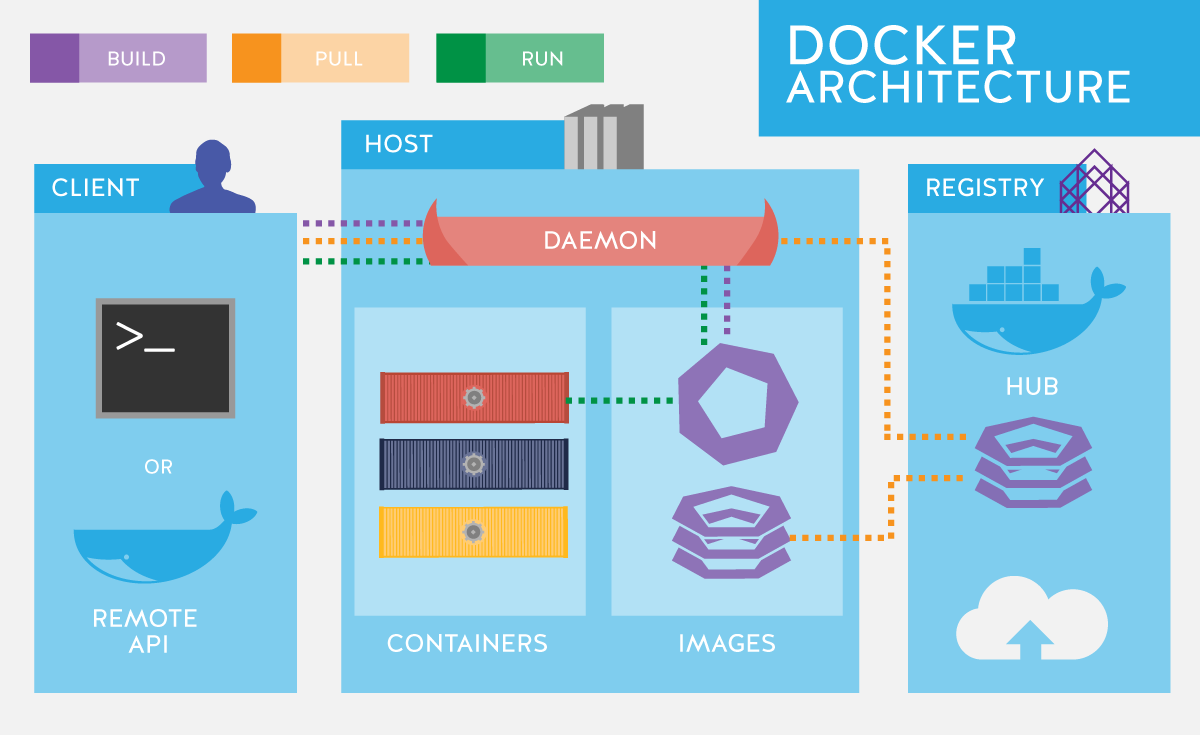 BUILD
PULL
RUN
DOCKER
ARCHITECTURE
CLIENT
HOST
REGISTRY
DAEMON
>_
OR
REMOTE
API
CONTAINERS
IMAGES
HUB